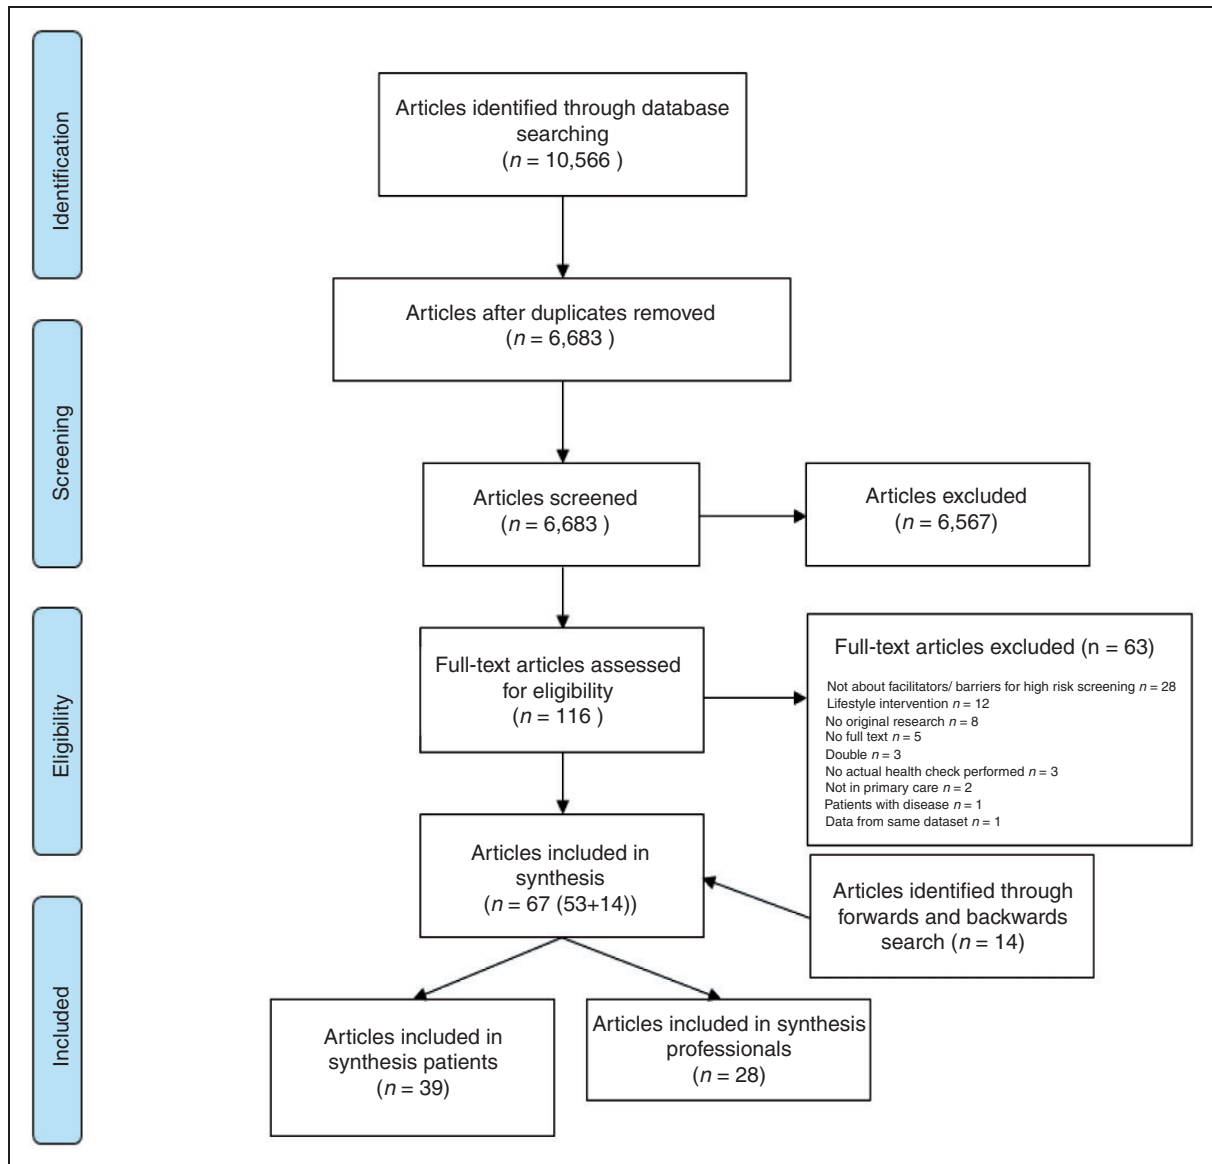 Identification
Articles identified through database
searching
(n = 10,566 )
Articles after duplicates removed
(n = 6,683 )
Screening
Articles screened
(n = 6,683 )
Articles excluded
(n = 6,567)
Eligibility
Full-text articles assessed
for eligibility
(n = 116 )
Full-text articles excluded (n = 63)
Not about facilitators/ barriers for high risk screening n = 28
Lifestyle intervention n = 12
No original research n = 8
No full text n = 5
Double n = 3
No actual health check performed n = 3
Not in primary care n = 2
Patients with disease n = 1
Data from same dataset n = 1
Articles included in
synthesis
(n = 67 (53+14))
Articles identified through
forwards and backwards
search (n = 14)
Included
Articles included in
synthesis patients
(n = 39)
Articles included in synthesis
professionals
(n = 28)